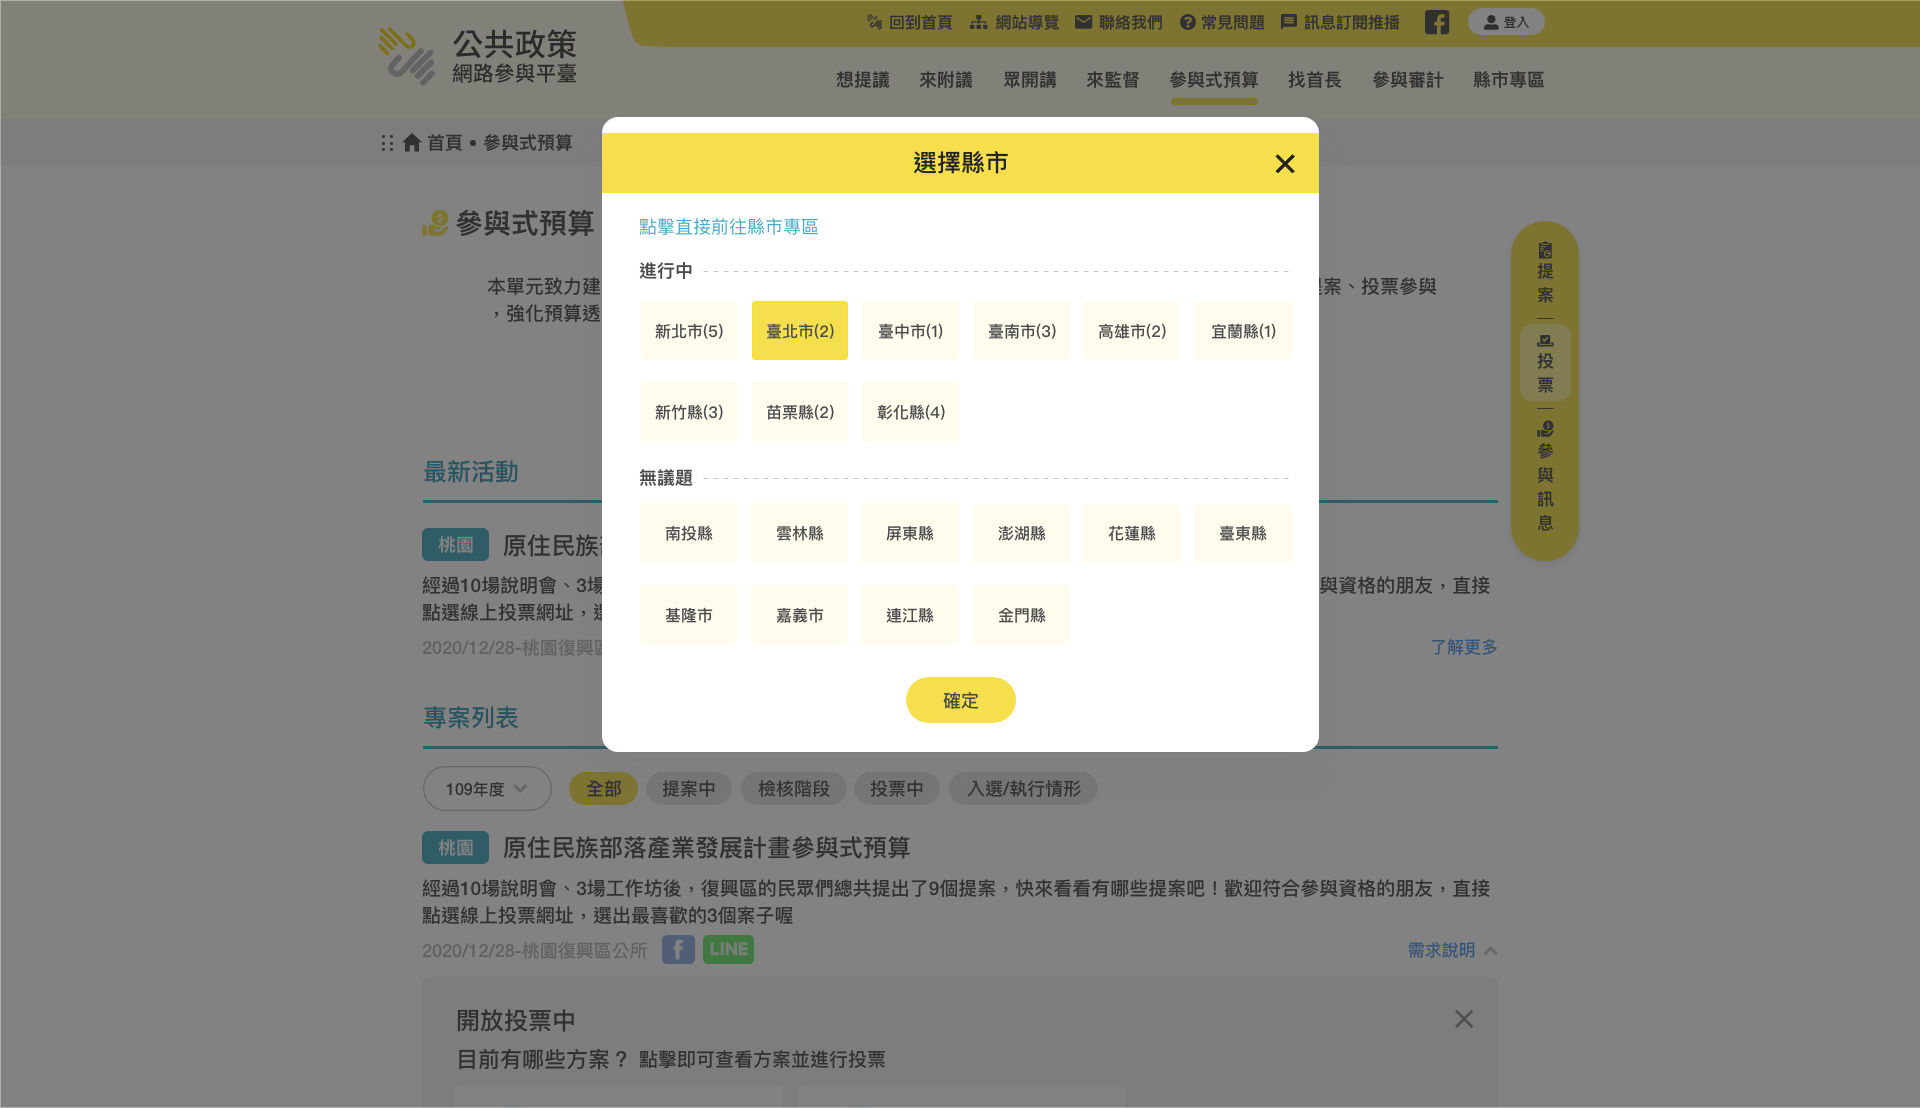 回到首頁 網站導覽 聯絡我們 常見問題 訊息訂閱推播 登入
公共政策
網路參與平臺
想提議 來附議 眾開講 來監督 參與式預算 找首長 參與審計 縣市專區
首頁 • 參與式預算
選擇縣市
點擊直接前往縣市專區
進行中
新北市(5) 臺北市(2) 臺中市(1) 臺南市(3) 高雄市(2) 宜蘭縣(1)
新竹縣(3) 苗栗縣(2) 彰化縣(4)
無議題
南投縣 雲林縣 屏東縣 澎湖縣 花蓮縣 臺東縣
基隆市 嘉義市 連江縣 金門縣
確定
參與式預算
本單元致力建
案、投票參與
，強化預算透
提案
投票
參與訊息
最新活動
桃園 原住民族
經過10場說明會、3場
與資格的朋友，直接
點選線上投票網址，
2020/12/28-桃園復興
了解更多
專案列表
109年度 全部 提案中 檢核階段 投票中 入選/執行情形
桃園 原住民族部落產業發展計畫參與式預算
經過10場說明會、3場工作坊後，復興區的民眾們總共提出了9個提案，快來看看有哪些提案吧！歡迎符合參與資格的朋友，直接
點選線上投票網址，選出最喜歡的3個案子喔
2020/12/28-桃園復興區公所 f LINE 需求說明
開放投票中
目前有哪些方案？ 點擊即可查看方案並進行投票